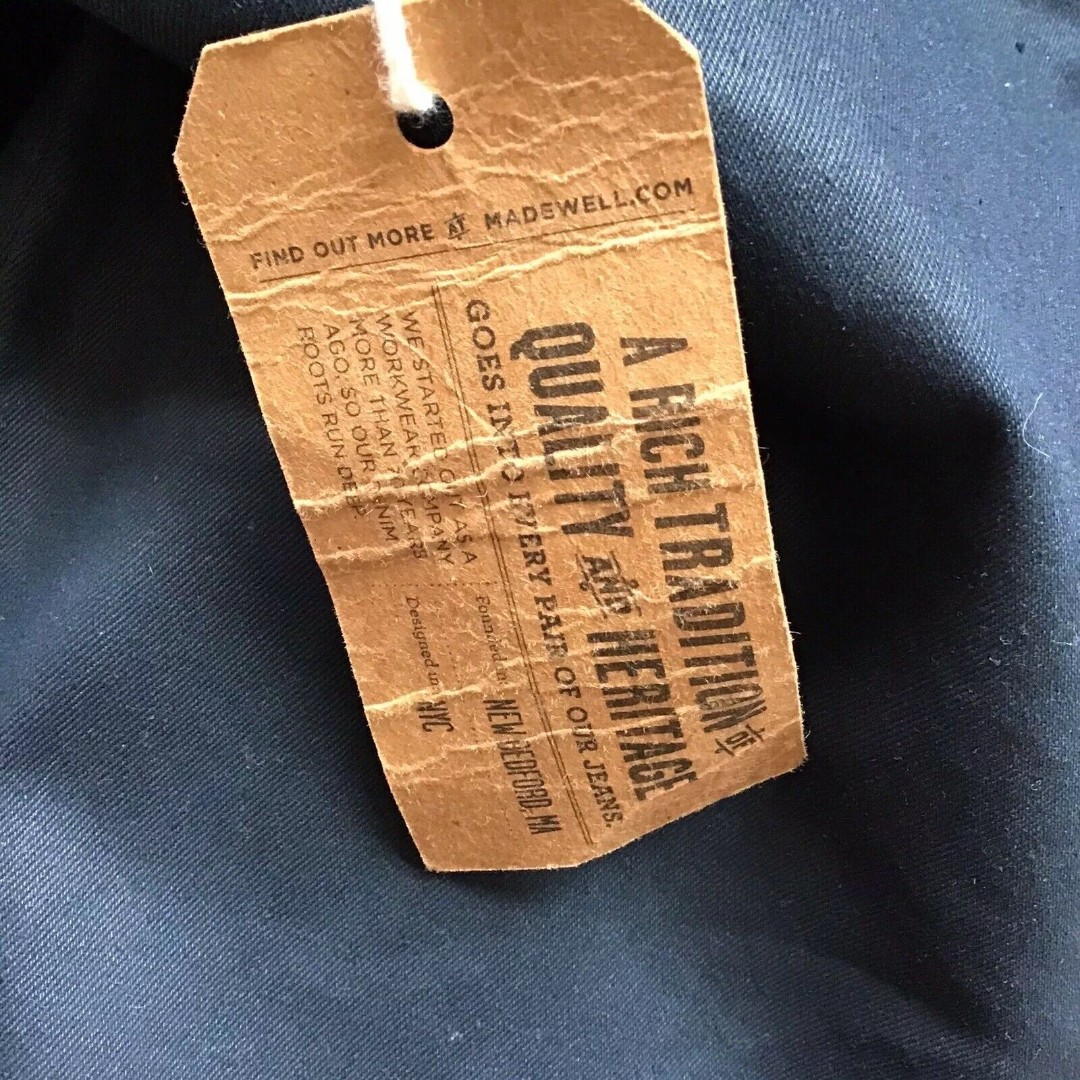 FIND OUT MORE AT MADEWELL.COM
A RICH TRADITION OF
QUALITY AND HERITAGE
GOES INTO EVERY PAIR OF OUR JEANS.
WE STARTED OUT AS A
WORKWEAR COMPANY
MORE THAN 70 YEARS
AGO, SO OUR DENIM
ROOTS RUN DEEP.
Founded in: NEW BEDFORD, MA
Designed in: NYC